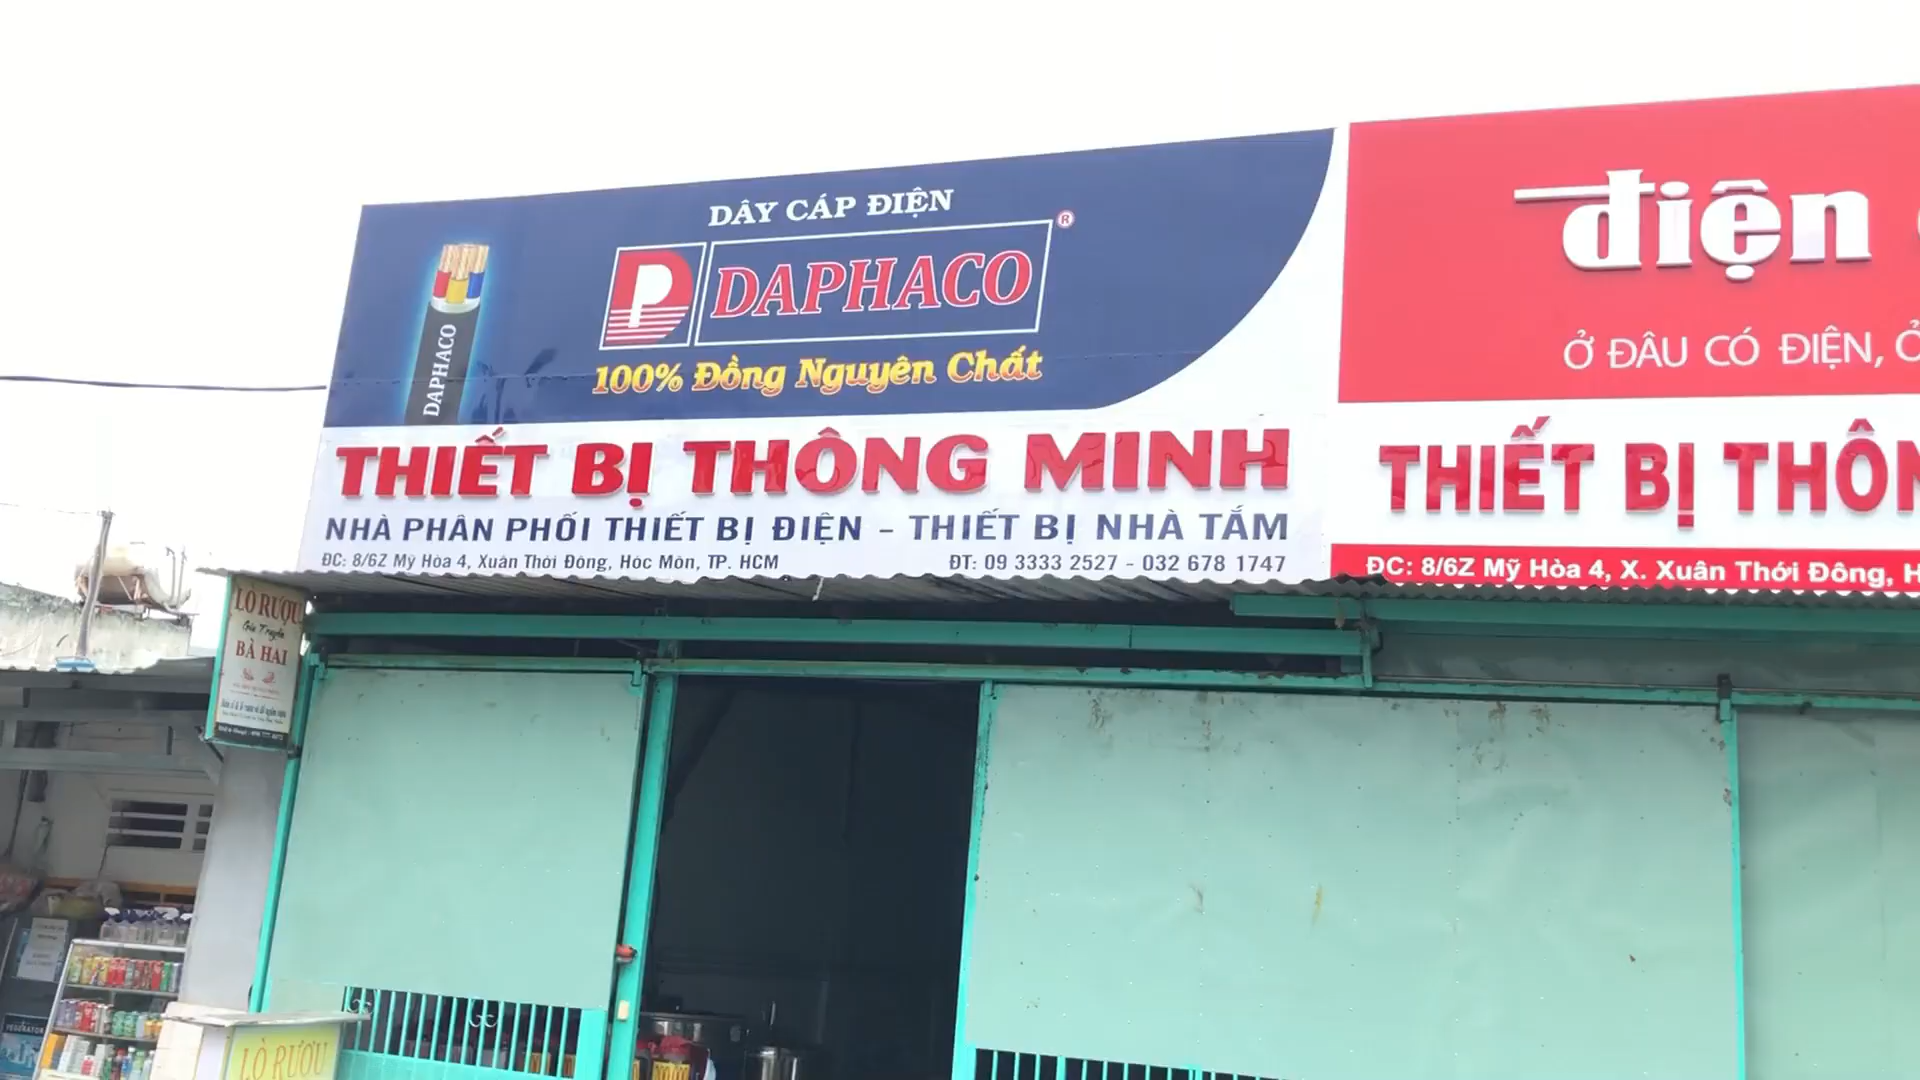 DÂY CÁP ĐIỆN
DAPHACO®
DAPHACO
100% Đồng Nguyên Chất
THIẾT BỊ THÔNG MINH
NHÀ PHÂN PHỐI THIẾT BỊ ĐIỆN - THIẾT BỊ NHÀ TẮM
ĐC: 8/6Z Mỹ Hòa 4, Xuân Thới Đông, Hóc Môn, TP. HCM
ĐT: 09 3333 2527 - 032 678 1747
điện
Ở ĐÂU CÓ ĐIỆN, Ở
THIẾT BỊ THÔN
ĐC: 8/6Z Mỹ Hòa 4, X. Xuân Thới Đông, H
LÒ RƯỢU
Gia Truyền
BÀ HAI
LÒ RƯỢU